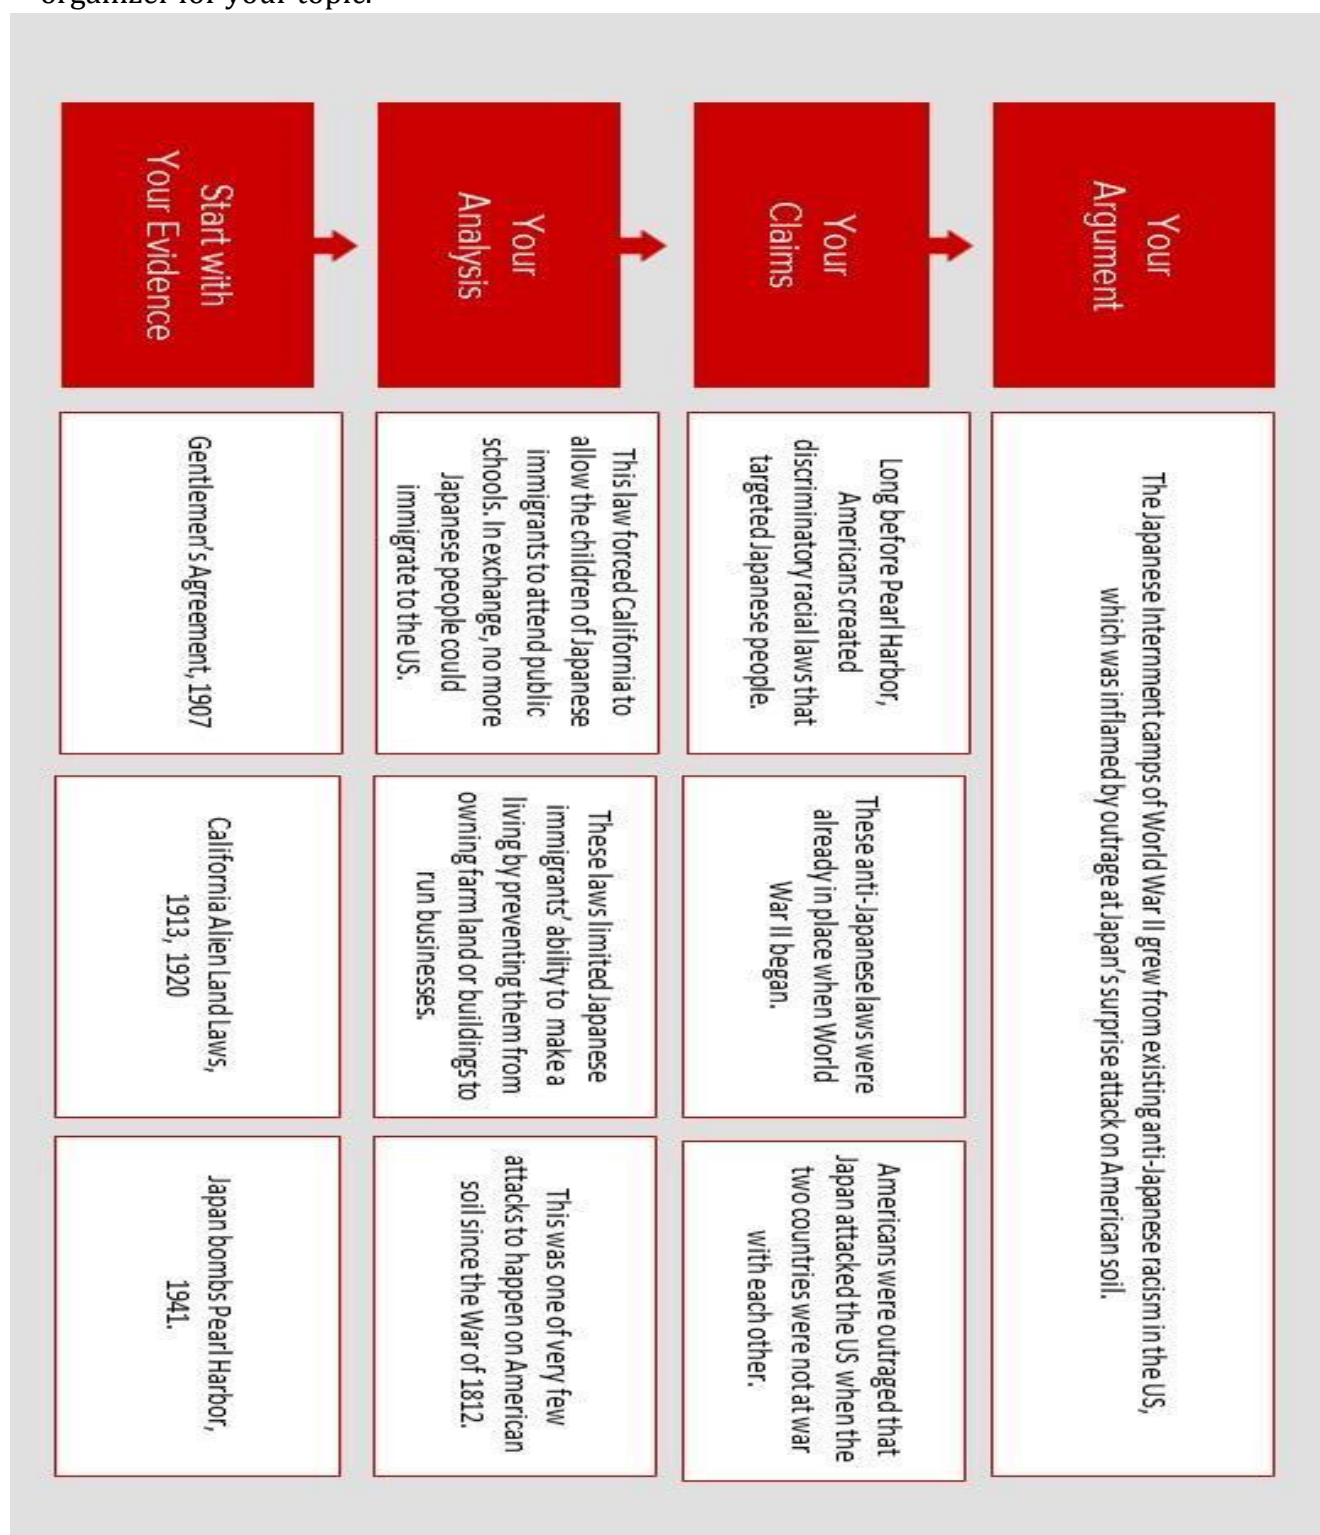 organizer for your topic.
Your
Argument
The Japanese Internment camps of World War II grew from existing anti-Japanese racism in the US,
which was inflamed by outrage at Japan's surprise attack on American soil.
Your
Claims
Long before Pearl Harbor,
Americans created
discriminatory racial laws that
targeted Japanese people.
These anti-Japanese laws were
already in place when World
War II began.
Americans were outraged that
Japan attacked the US when the
two countries were not at war
with each other.
Your
Analysis
This law forced California to
allow the children of Japanese
immigrants to attend public
schools. In exchange, no more
Japanese people could
immigrate to the US.
These laws limited Japanese
immigrants' ability to make a
living by preventing them from
owning farm land or buildings to
run businesses.
This was one of very few
attacks to happen on American
soil since the War of 1812.
Start with
Your Evidence
Gentlemen's Agreement, 1907
California Alien Land Laws,
1913, 1920
Japan bombs Pearl Harbor,
1941.